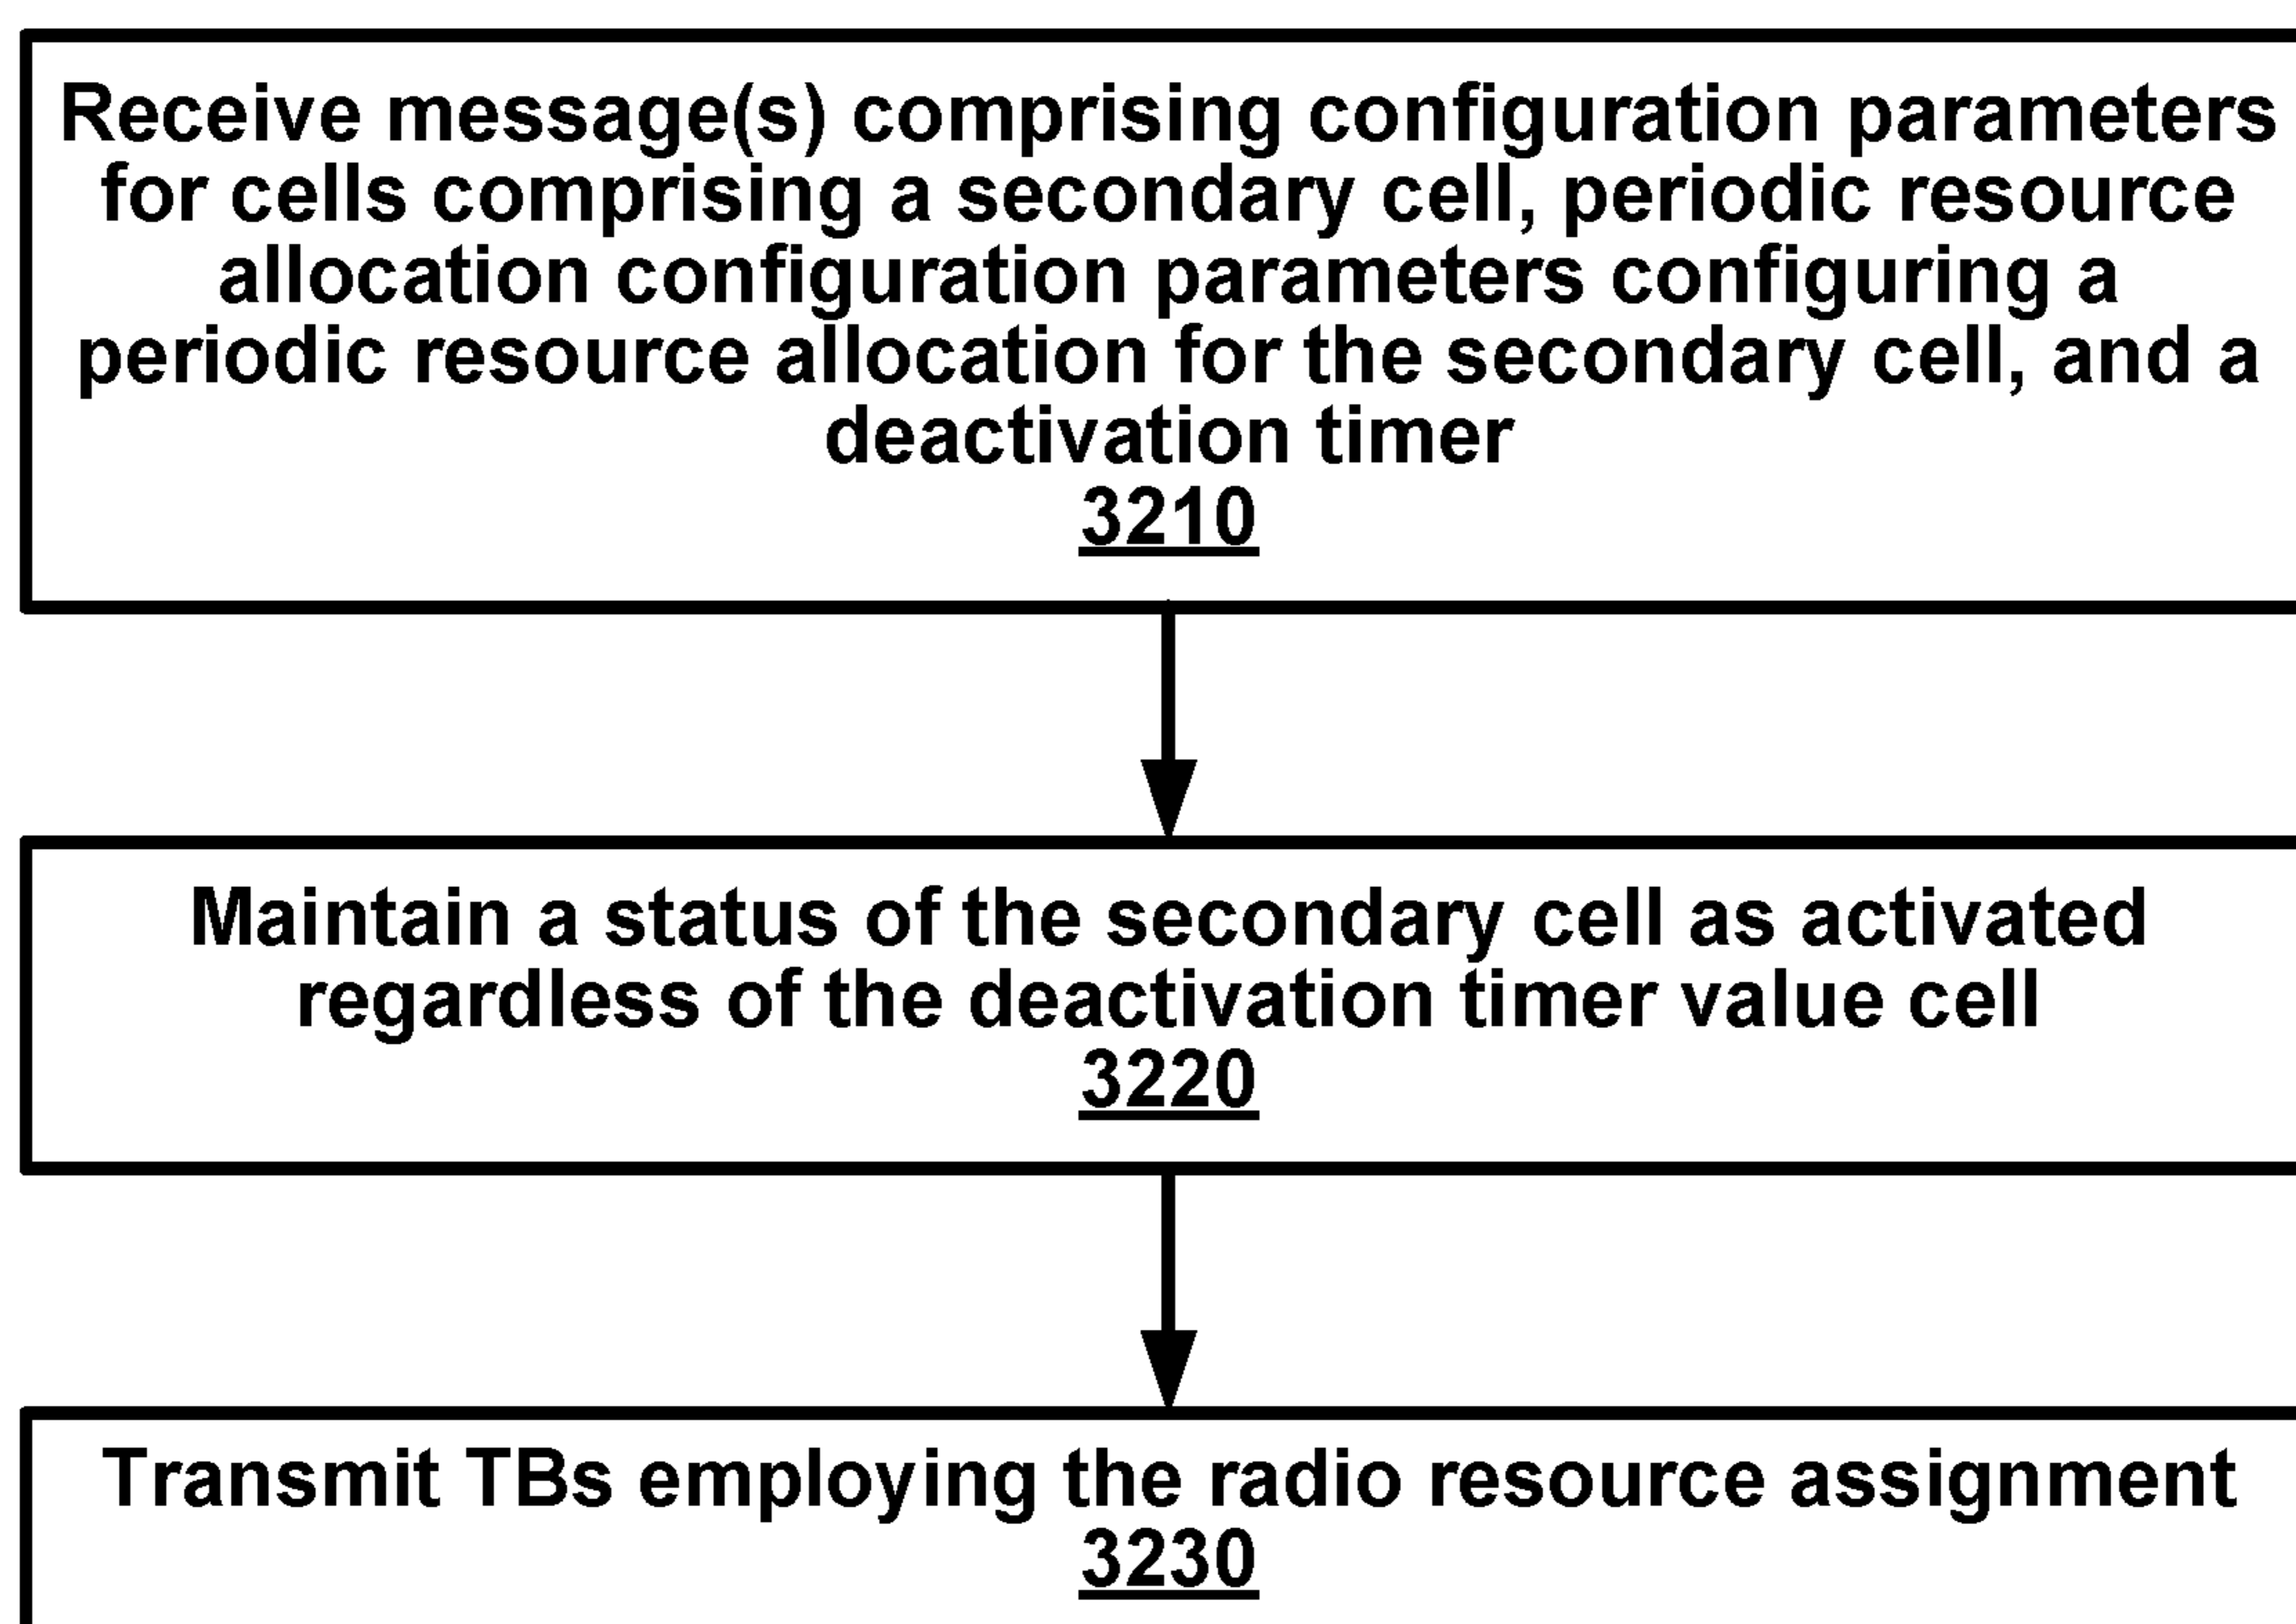 Receive message(s) comprising configuration parameters
for cells comprising a secondary cell, periodic resource
allocation configuration parameters configuring a
periodic resource allocation for the secondary cell, and a
deactivation timer
3210
Maintain a status of the secondary cell as activated
regardless of the deactivation timer value cell
3220
Transmit TBs employing the radio resource assignment
3230